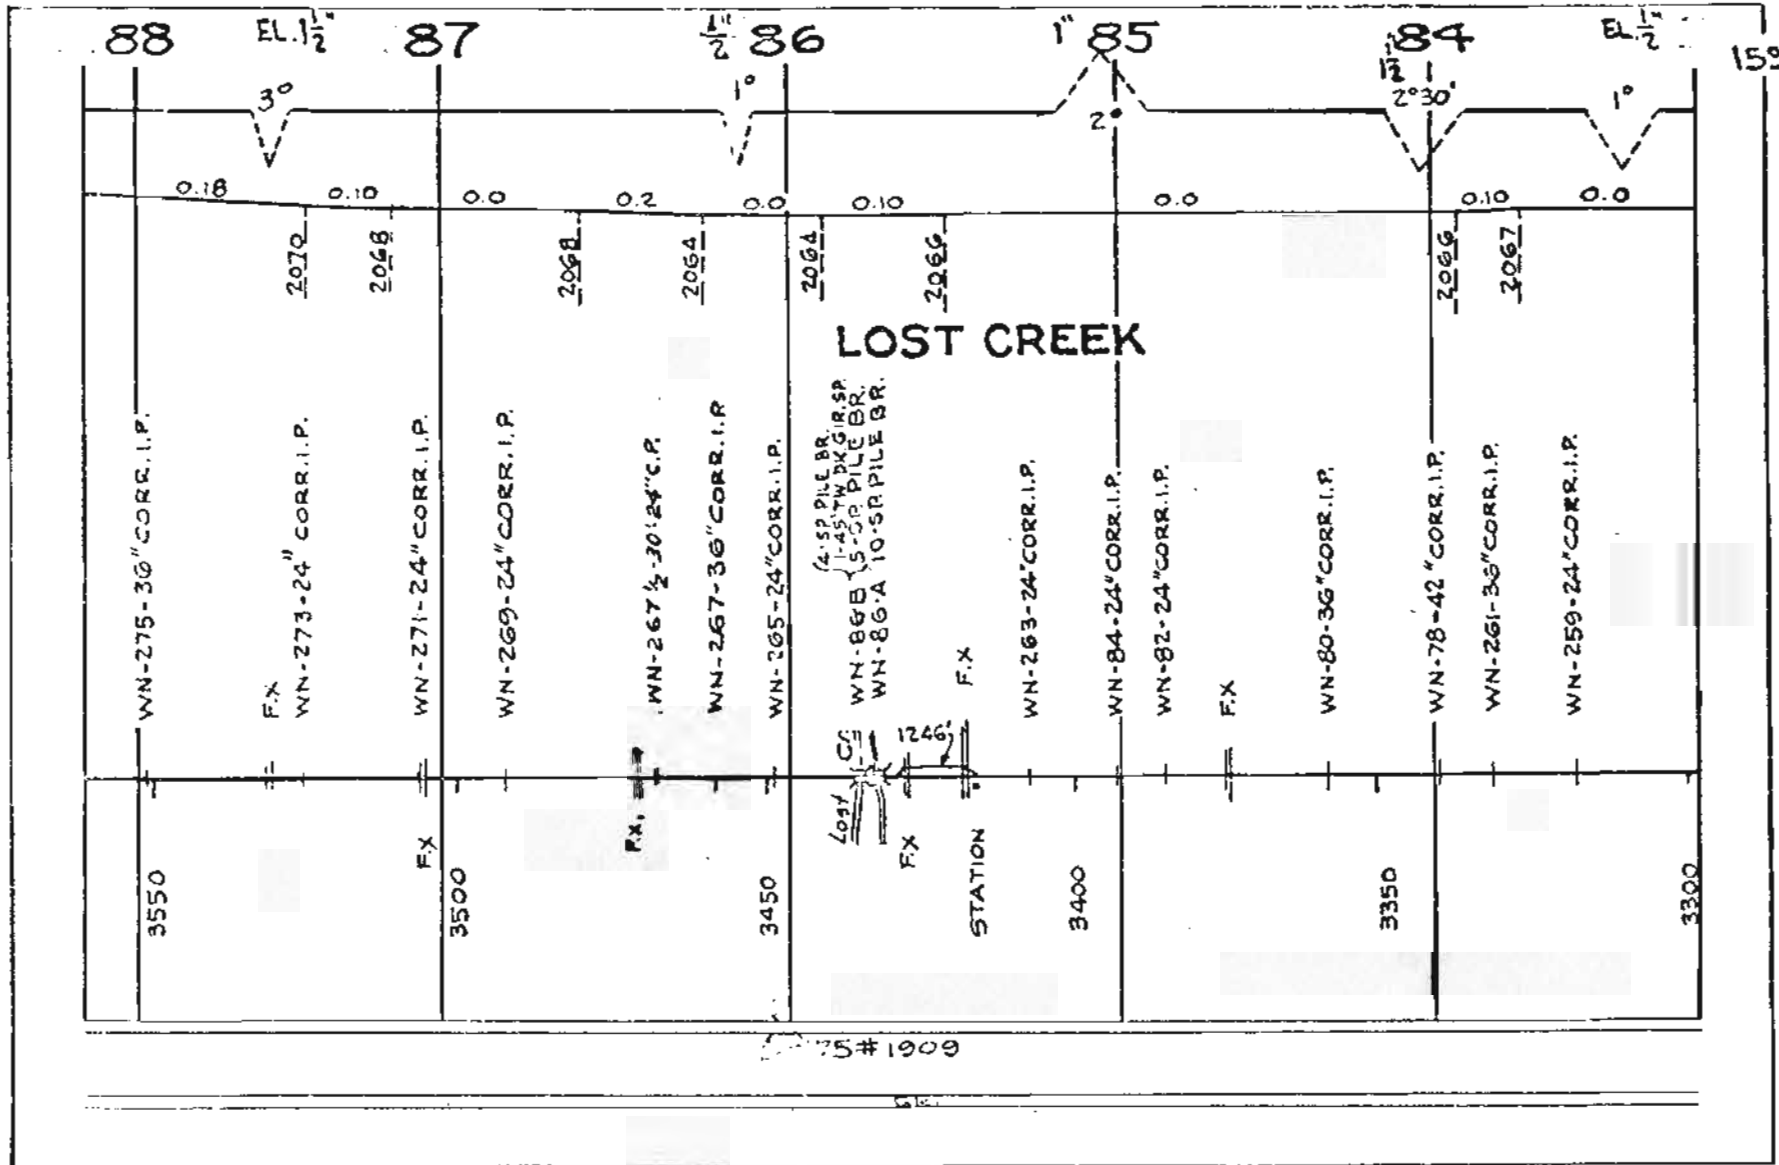 88 EL.1½" 87 ½" 86 1" 85 1½" 84 EL.½"
159
3° 1° 2° 2°30' 1°
0.18 0.10 0.0 0.2 0.0 0.10 0.0 0.10 0.0
2070 2068 2068 2064 2064 2066 2066 2067
LOST CREEK
WN-275-36"CORR.I.P.
F.X
WN-273-24"CORR.I.P.
WN-271-24"CORR.I.P.
WN-269-24"CORR.I.P.
WN-267½-30'24"C.P.
WN-267-36"CORR.I.P
WN-265-24"CORR.I.P.
4-SP PILE BR.
1-45'TW.DK.GIR.SP.
WN-86B 5-SP. PILE BR.
WN-86-A 10-SP. PILE BR.
F.X
WN-263-24"CORR.I.P.
WN-84-24"CORR.I.P.
WN-82-24"CORR.I.P.
F.X
WN-80-36"CORR.I.P.
WN-78-42"CORR.I.P.
WN-261-36"CORR.I.P.
WN-259-24"CORR.I.P.
1246'
LOST
F.X F.X. F.X
STATION
3550 3500 3450 3400 3350 3300
75#1909